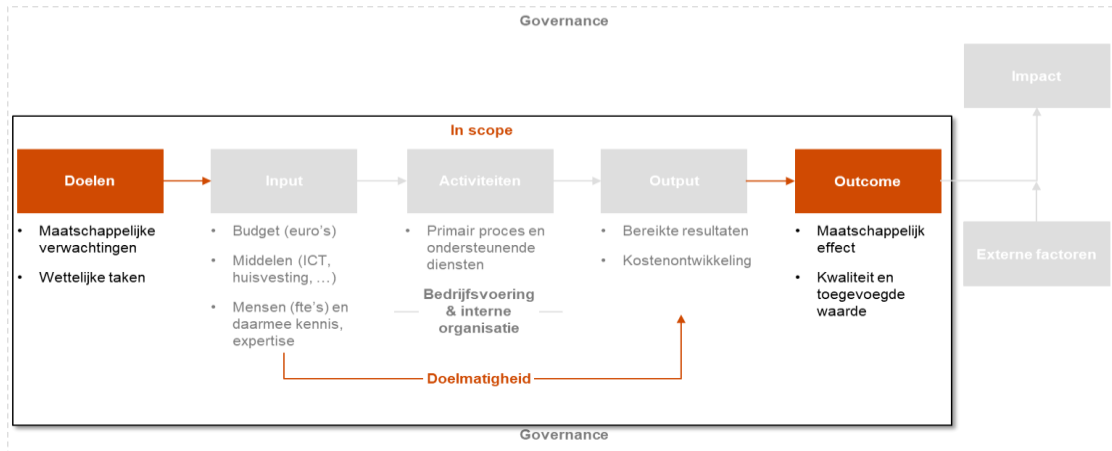 Governance
Impact
In scope
Doelen
Input
Activiteiten
Output
Outcome
• Maatschappelijke
verwachtingen
• Wettelijke taken
• Budget (euro's)
• Middelen (ICT,
huisvesting, …)
• Mensen (fte's) en
daarmee kennis,
expertise
• Primair proces en
ondersteunende
diensten
Bedrijfsvoering
& interne
organisatie
• Bereikte resultaten
• Kostenontwikkeling
• Maatschappelijk
effect
• Kwaliteit en
toegevoegde
waarde
Externe factoren
Doelmatigheid
Governance